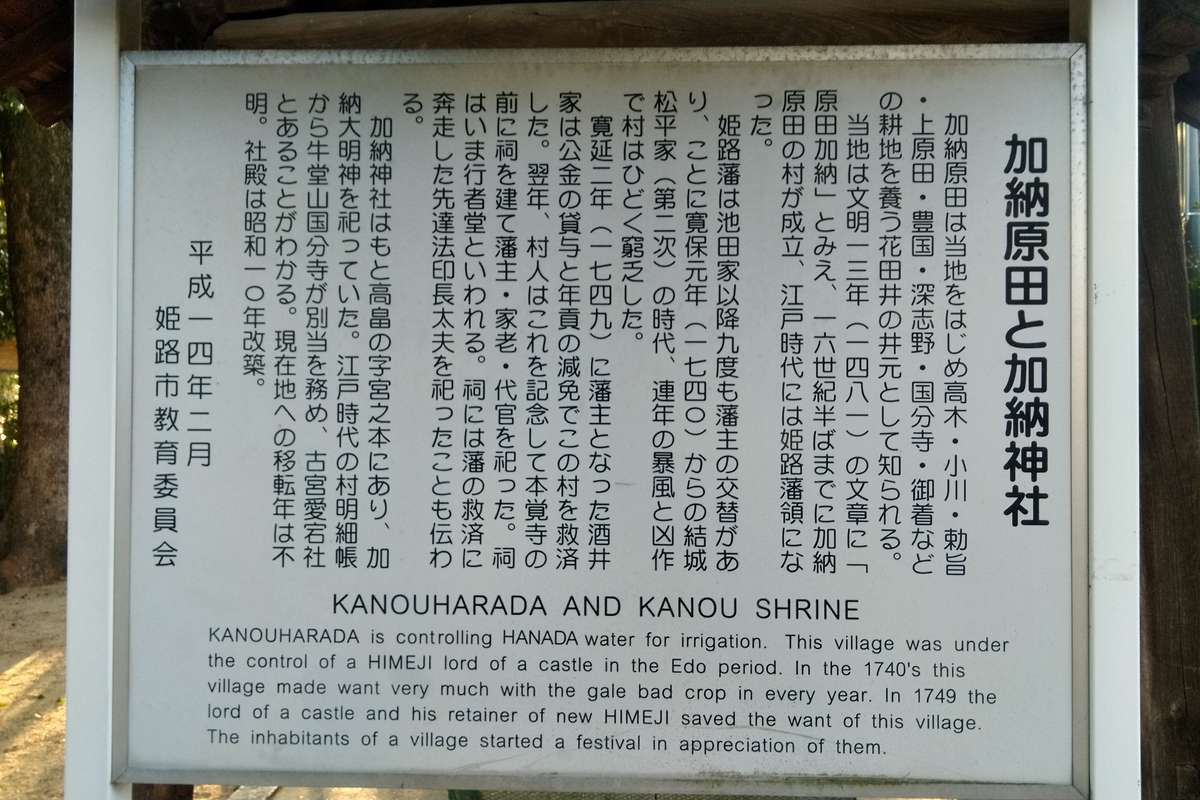 加納原田と加納神社
加納原田は当地をはじめ高木・小川・勅旨
・上原田・豊国・深志野・国分寺・御着など
の耕地を養う花田井の井元として知られる。
当地は文明一三年（一四八一）の文章に「
原田加納」とみえ、一六世紀半ばまでに加納
原田の村が成立、江戸時代には姫路藩領にな
った。
姫路藩は池田家以降九度も藩主の交替があ
り、ことに寛保元年（一七四〇）からの結城
松平家（第二次）の時代、連年の暴風と凶作
で村はひどく窮乏した。
寛延二年（一七四九）に藩主となった酒井
家は公金の貸与と年貢の減免でこの村を救済
した。翌年、村人はこれを記念して本覚寺の
前に祠を建て藩主・家老・代官を祀った。祠
はいま行者堂といわれる。祠には藩の救済に
奔走した先達法印長太夫を祀ったことも伝わ
る。
加納神社はもと高畠の字宮之本にあり、加
納大明神を祀っていた。江戸時代の村明細帳
から牛堂山国分寺が別当を務め、古宮愛宕社
とあることがわかる。現在地への移転年は不
明。社殿は昭和一〇年改築。
平成一四年二月
姫路市教育委員会
KANOUHARADA AND KANOU SHRINE
KANOUHARADA is controlling HANADA water for irrigation. This village was under
the control of a HIMEJI lord of a castle in the Edo period. In the 1740's this
village made want very much with the gale bad crop in every year. In 1749 the
lord of a castle and his retainer of new HIMEJI saved the want of this village.
The inhabitants of a village started a festival in appreciation of them.